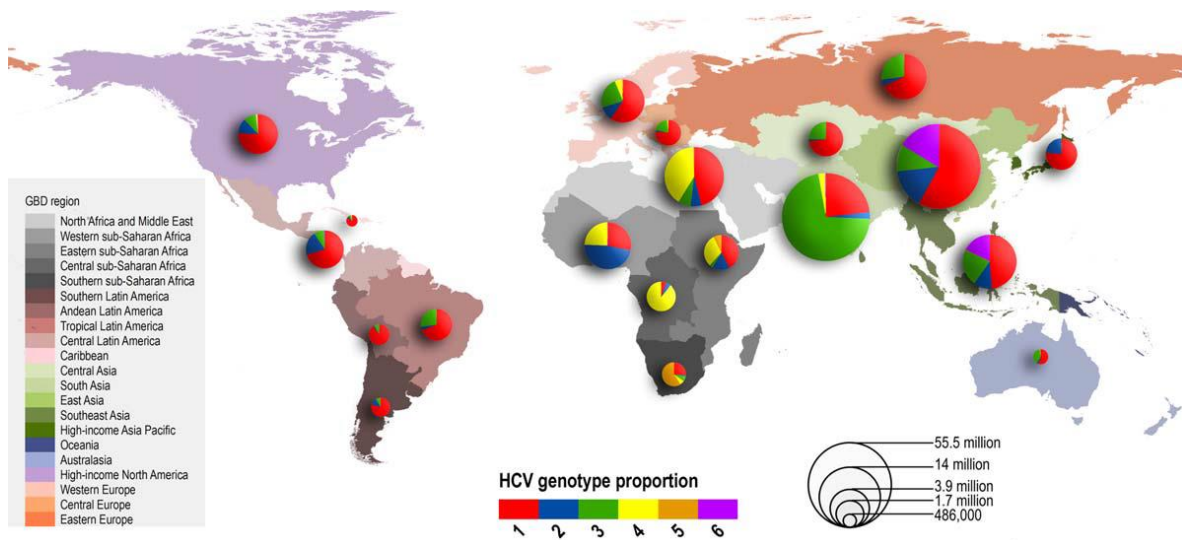 GBD region
North Africa and Middle East
Western sub-Saharan Africa
Eastern sub-Saharan Africa
Central sub-Saharan Africa
Southern sub-Saharan Africa
Southern Latin America
Andean Latin America
Tropical Latin America
Central Latin America
Caribbean
Central Asia
South Asia
East Asia
Southeast Asia
High-income Asia Pacific
Oceania
Australasia
High-income North America
Western Europe
Central Europe
Eastern Europe
HCV genotype proportion
1 2 3 4 5 6
55.5 million
14 million
3.9 million
1.7 million
486,000